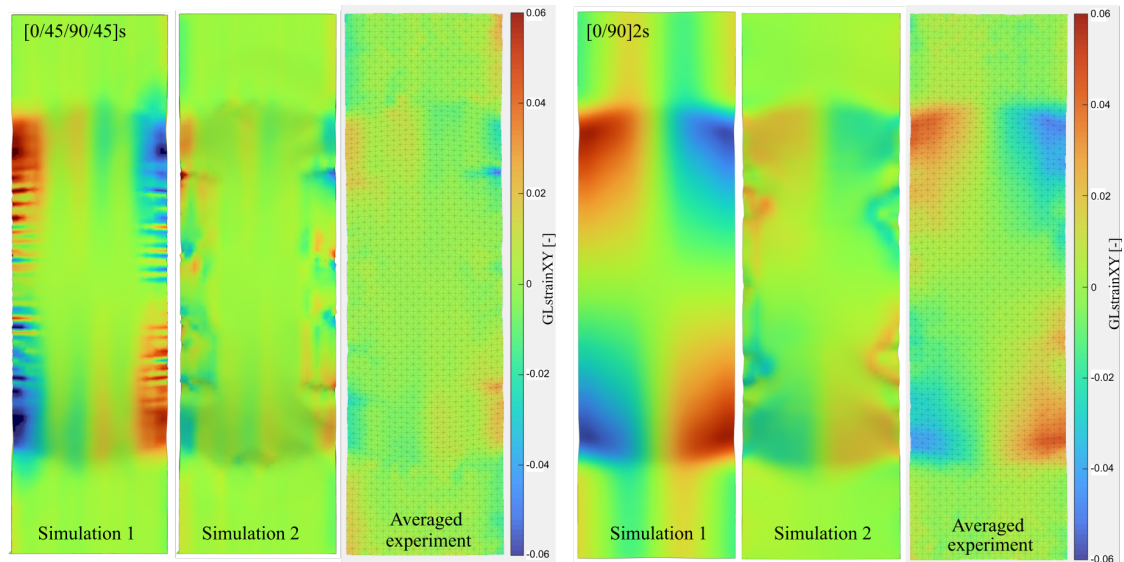 [0/45/90/45]s
Simulation 1
Simulation 2
Averaged
experiment
0.06
0.04
0.02
0
-0.02
-0.04
-0.06
GLstrainXY [-]
[0/90]2s
Simulation 1
Simulation 2
Averaged
experiment
0.06
0.04
0.02
0
-0.02
-0.04
-0.06
GLstrainXY [-]